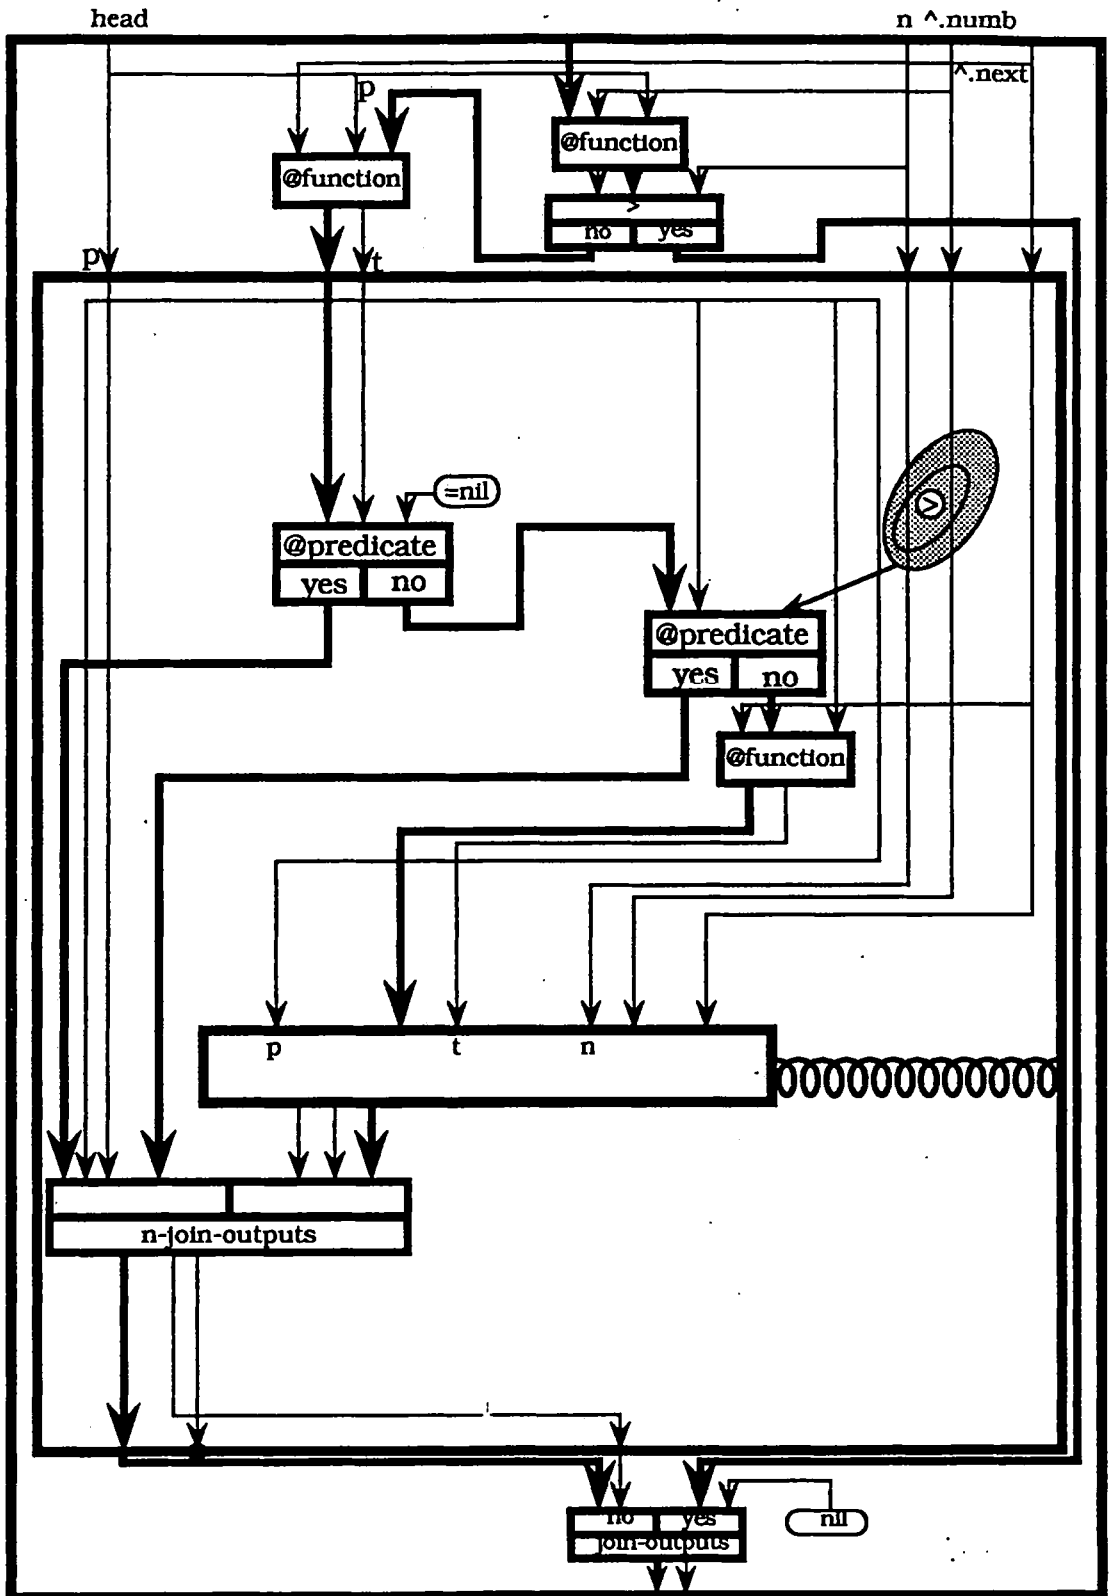 head
n ^.numb
^.next
p
@function
@function
>
no yes
p
t
=nil
>
@predicate
yes no
@predicate
yes no
@function
p t n
n-join-outputs
no yes
nil
join-outputs